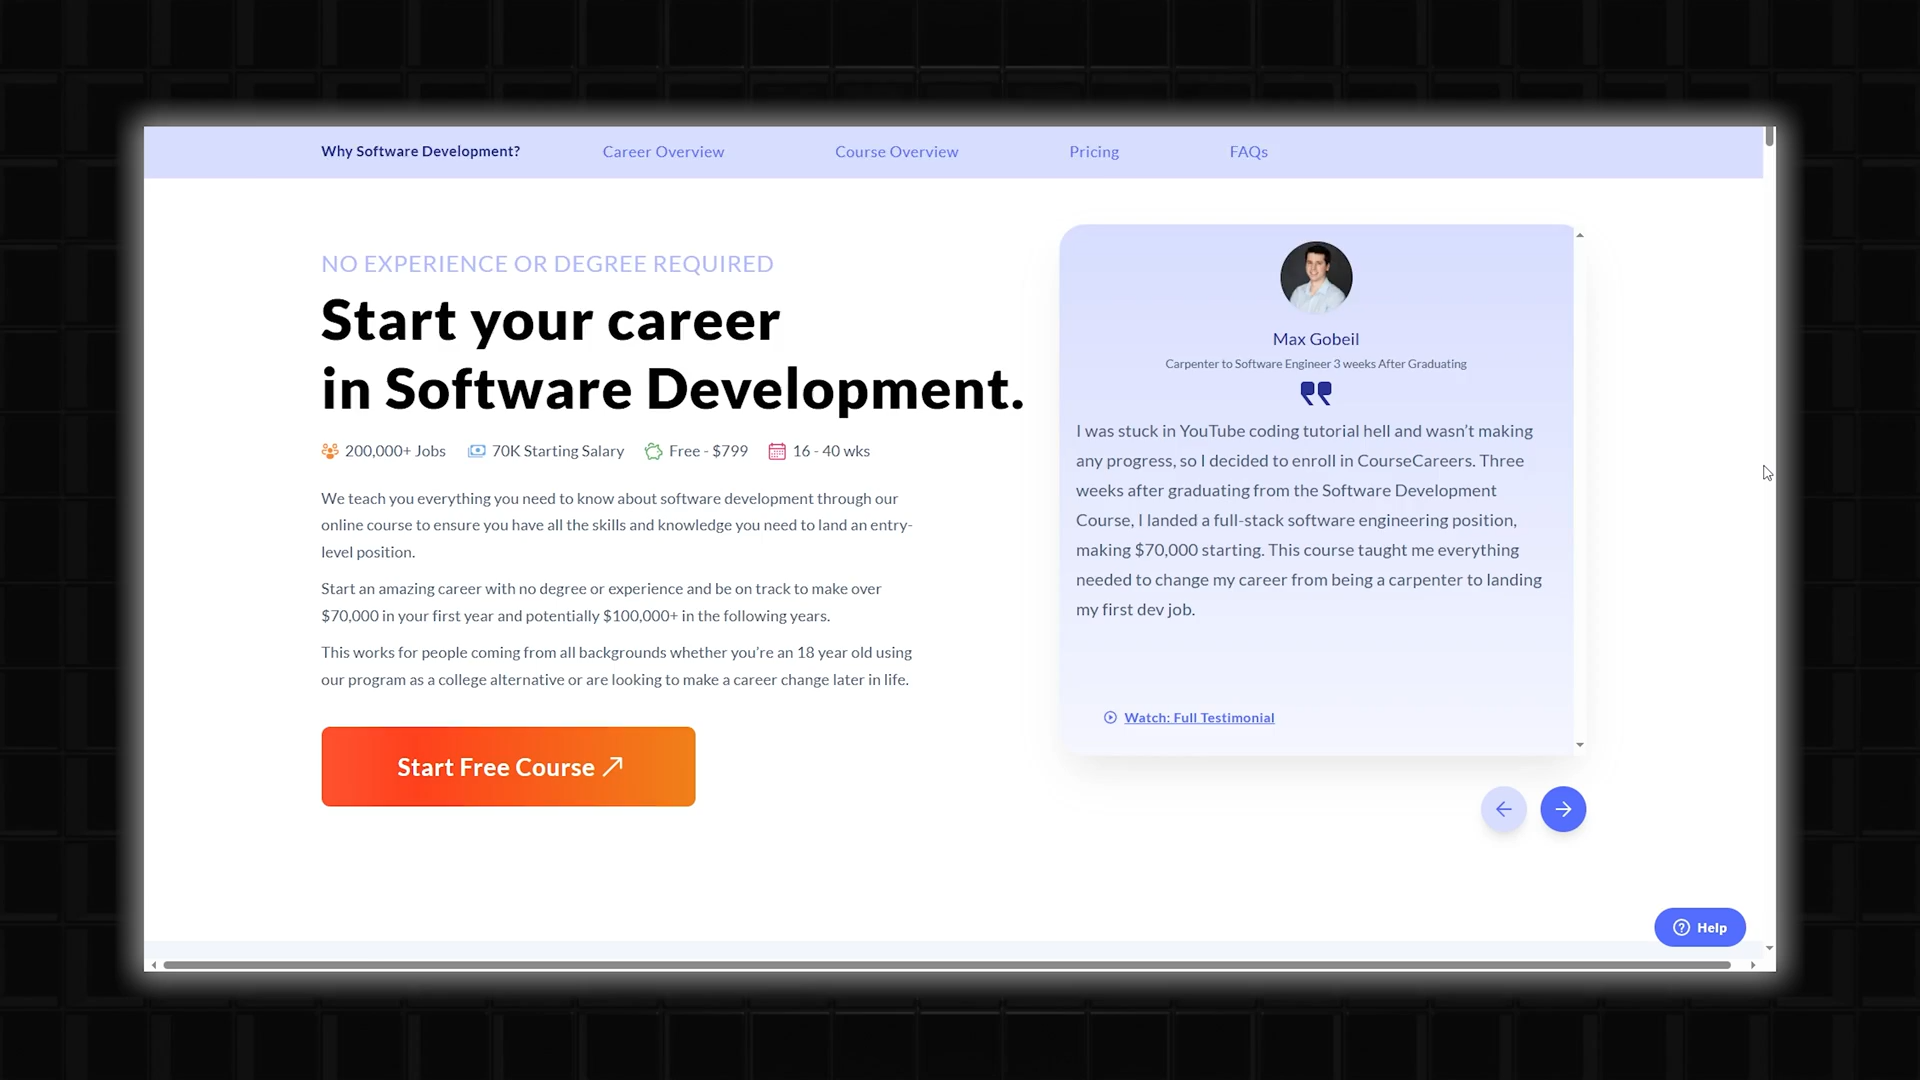 Why Software Development?
Career Overview
Course Overview
Pricing
FAQs
NO EXPERIENCE OR DEGREE REQUIRED
Start your career
in Software Development.
200,000+ Jobs
70K Starting Salary
Free - $799
16 - 40 wks
We teach you everything you need to know about software development through our
online course to ensure you have all the skills and knowledge you need to land an entry-
level position.
Start an amazing career with no degree or experience and be on track to make over
$70,000 in your first year and potentially $100,000+ in the following years.
This works for people coming from all backgrounds whether you’re an 18 year old using
our program as a college alternative or are looking to make a career change later in life.
Start Free Course
Max Gobeil
Carpenter to Software Engineer 3 weeks After Graduating
I was stuck in YouTube coding tutorial hell and wasn’t making
any progress, so I decided to enroll in CourseCareers. Three
weeks after graduating from the Software Development
Course, I landed a full-stack software engineering position,
making $70,000 starting. This course taught me everything
needed to change my career from being a carpenter to landing
my first dev job.
Watch: Full Testimonial
Help